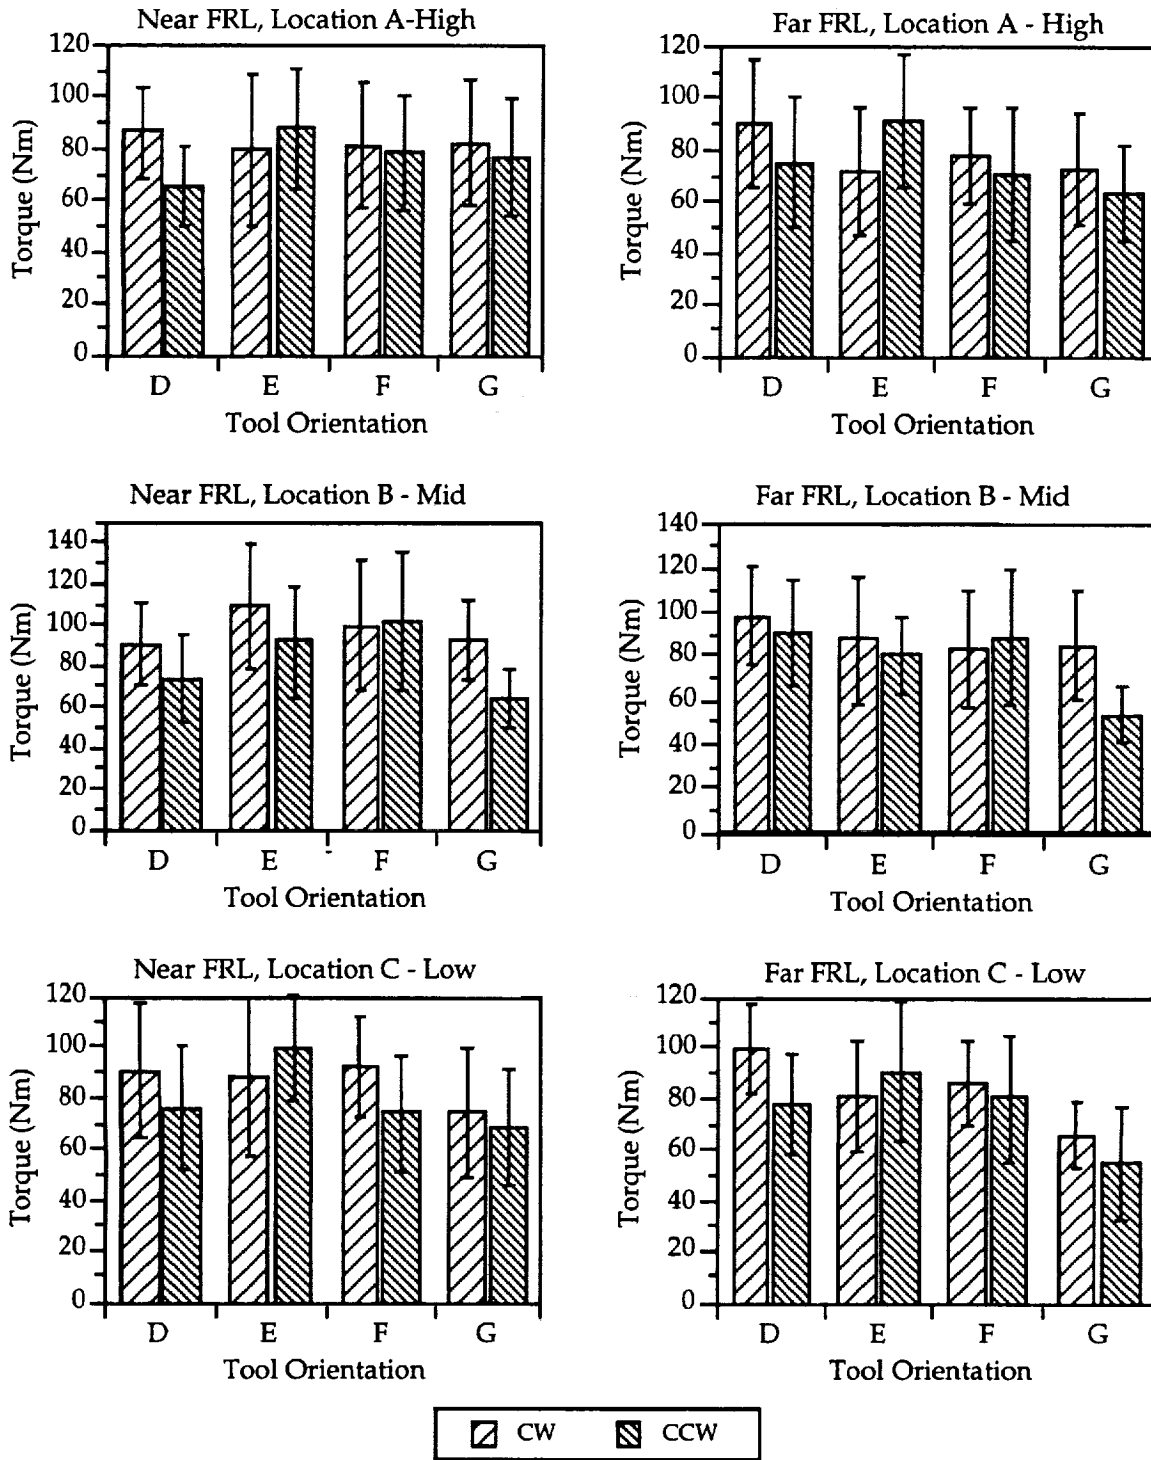 Near FRL, Location A-High
120
100
80
60
40
20
0
Torque (Nm)
D E F G
Tool Orientation
Far FRL, Location A - High
120
100
80
60
40
20
0
Torque (Nm)
D E F G
Tool Orientation
Near FRL, Location B - Mid
140
120
100
80
60
40
20
0
Torque (Nm)
D E F G
Tool Orientation
Far FRL, Location B - Mid
140
120
100
80
60
40
20
0
Torque (Nm)
D E F G
Tool Orientation
Near FRL, Location C - Low
120
100
80
60
40
20
0
Torque (Nm)
D E F G
Tool Orientation
Far FRL, Location C - Low
120
100
80
60
40
20
0
Torque (Nm)
D E F G
Tool Orientation
CW CCW